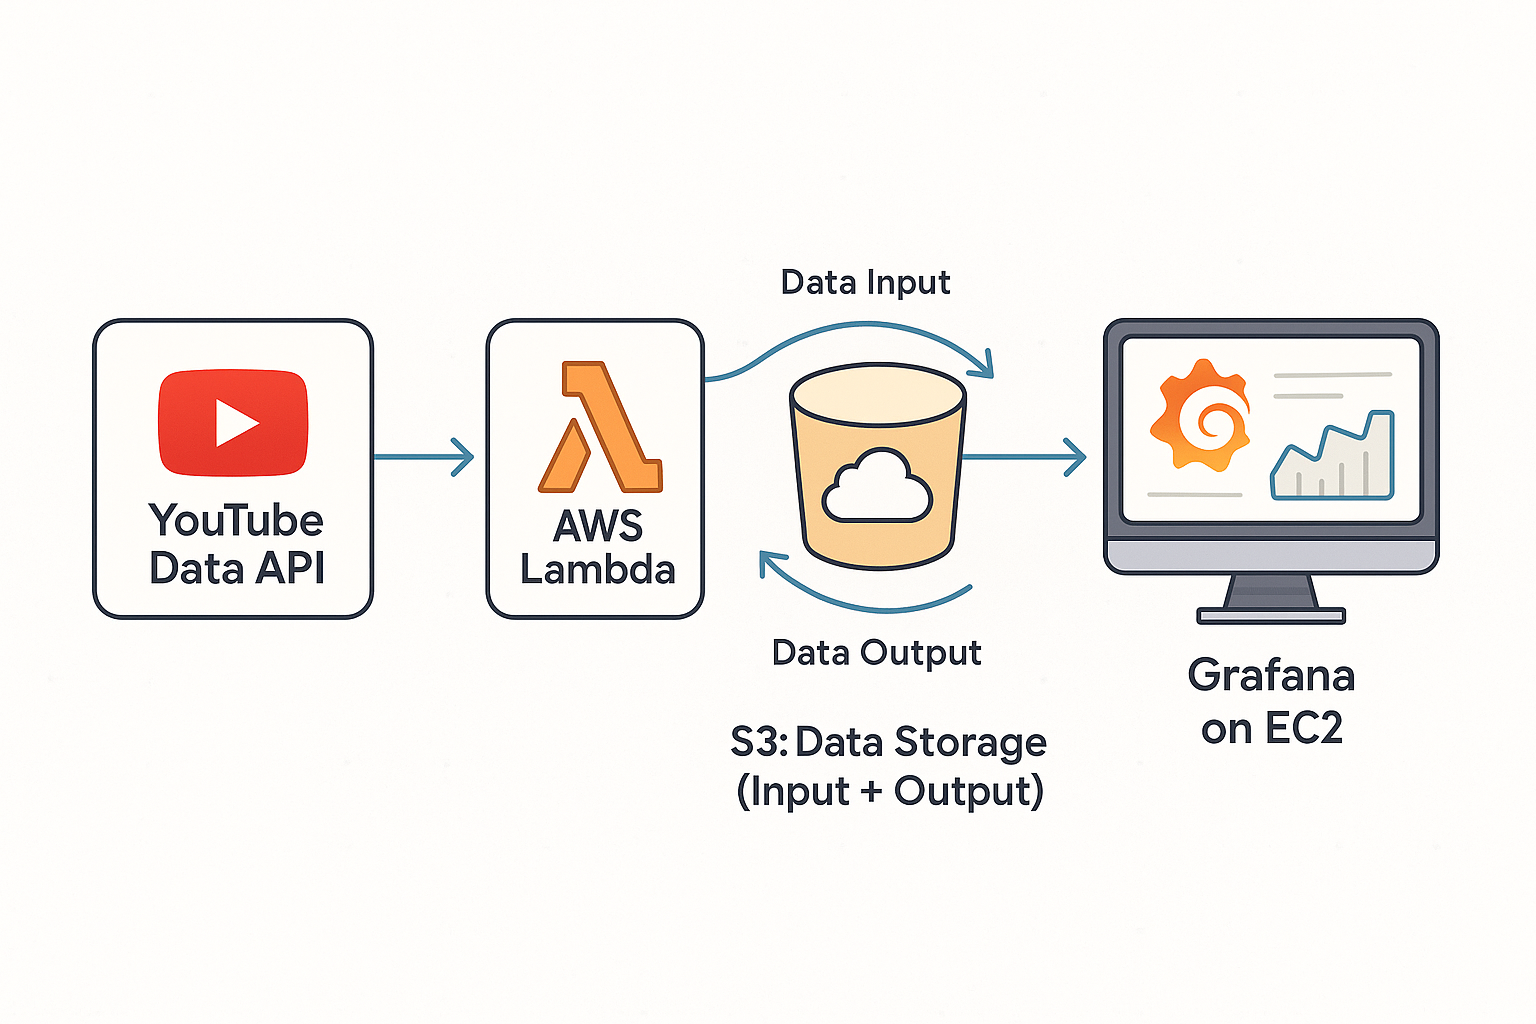 YouTube
Data API
AWS
Lambda
Data Input
Data Output
S3: Data Storage
(Input + Output)
Grafana
on EC2